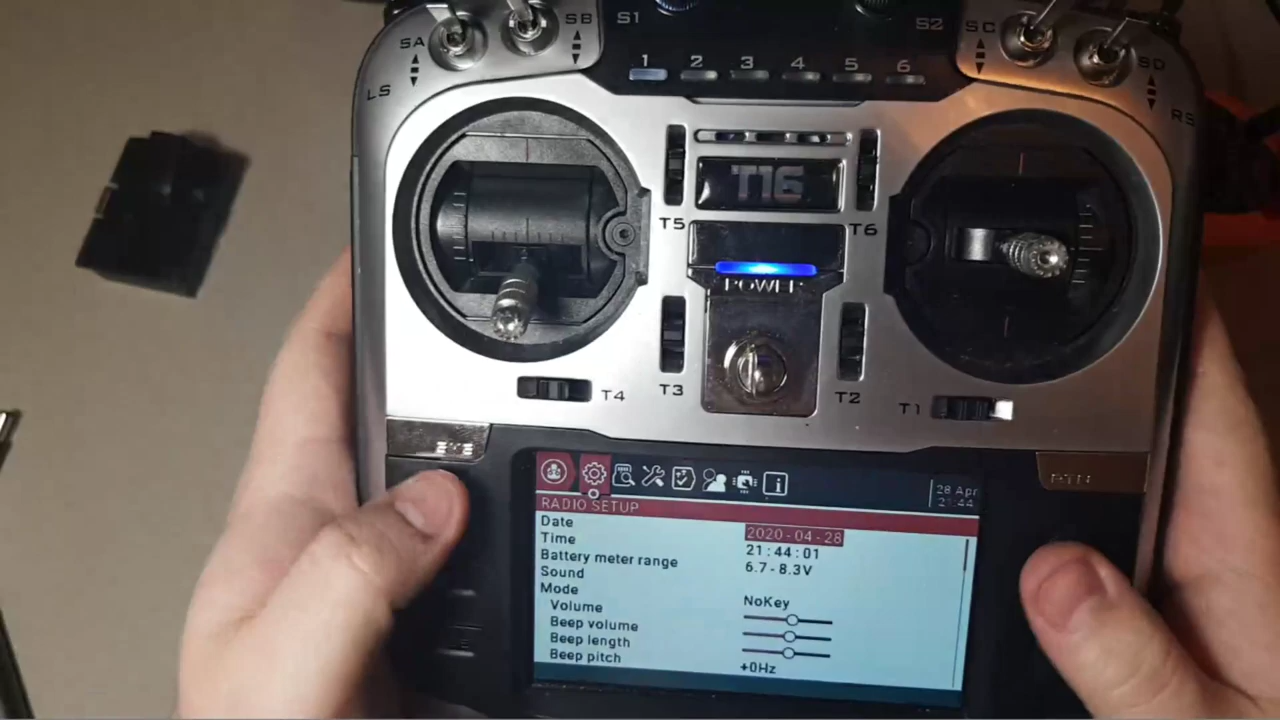 SA
SB
S1
S2
SC
SD
LS
RS
1 2 3 4 5 6
T16
T5
T6
POWER
T3
T2
T4
T1
EYE
RTN
28 Apr
21:44
RADIO SETUP
Date 2020-04-28
Time 21:44:01
Battery meter range 6.7-8.3V
Sound
Mode NoKey
Volume
Beep volume
Beep length
Beep pitch +0Hz